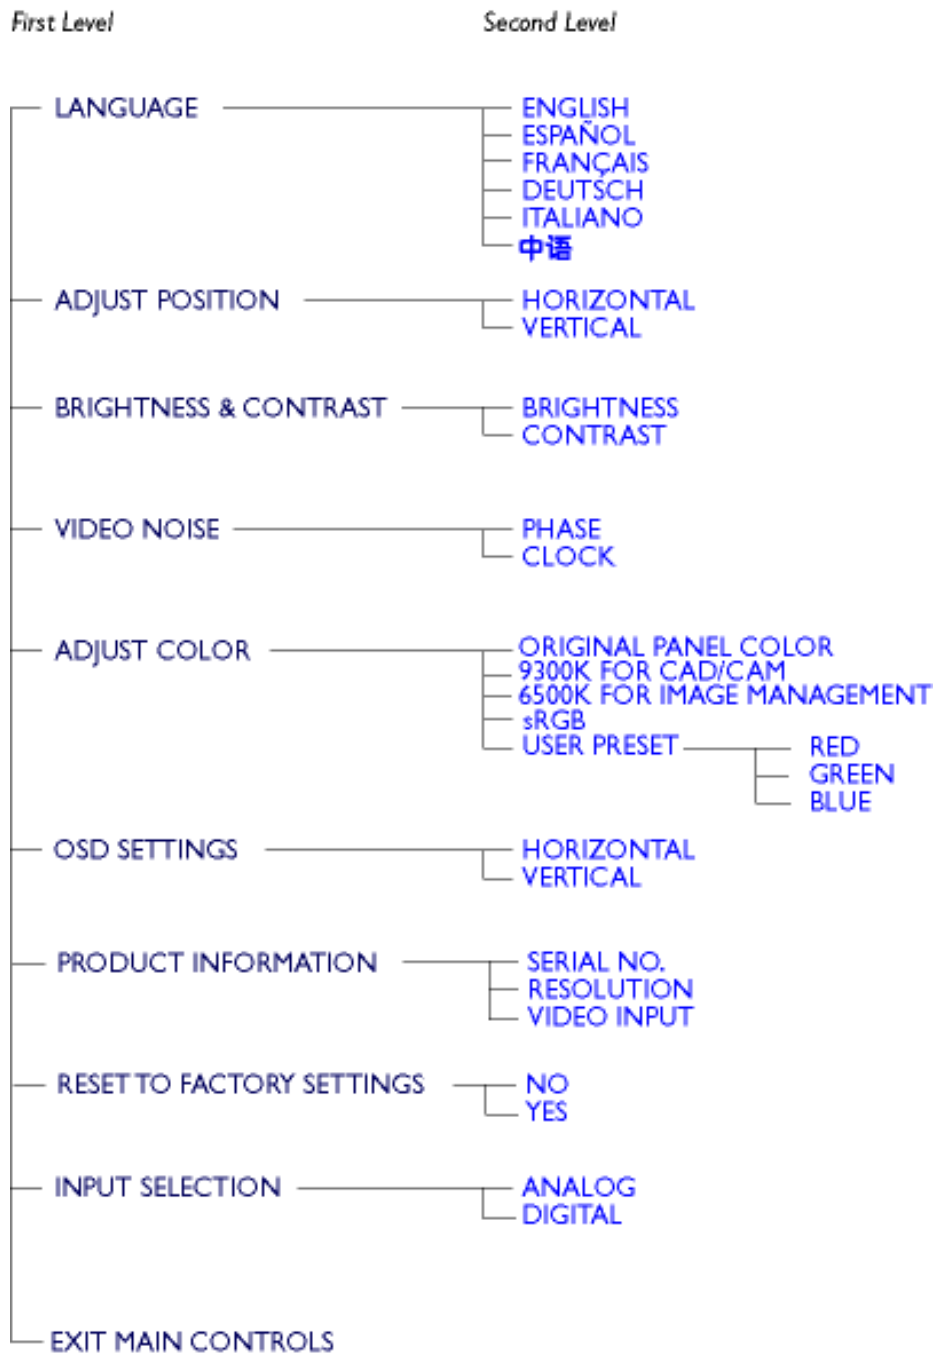 First Level Second Level
LANGUAGE ENGLISH
ESPAÑOL
FRANÇAIS
DEUTSCH
ITALIANO
中语
ADJUST POSITION HORIZONTAL
VERTICAL
BRIGHTNESS & CONTRAST BRIGHTNESS
CONTRAST
VIDEO NOISE PHASE
CLOCK
ADJUST COLOR ORIGINAL PANEL COLOR
9300K FOR CAD/CAM
6500K FOR IMAGE MANAGEMENT
sRGB
USER PRESET RED
GREEN
BLUE
OSD SETTINGS HORIZONTAL
VERTICAL
PRODUCT INFORMATION SERIAL NO.
RESOLUTION
VIDEO INPUT
RESET TO FACTORY SETTINGS NO
YES
INPUT SELECTION ANALOG
DIGITAL
EXIT MAIN CONTROLS